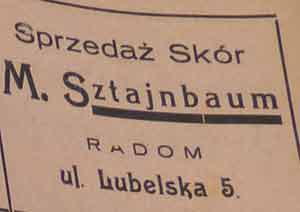 Sprzedaż Skór
M. Sztajnbaum
RADOM
ul. Lubelska 5.